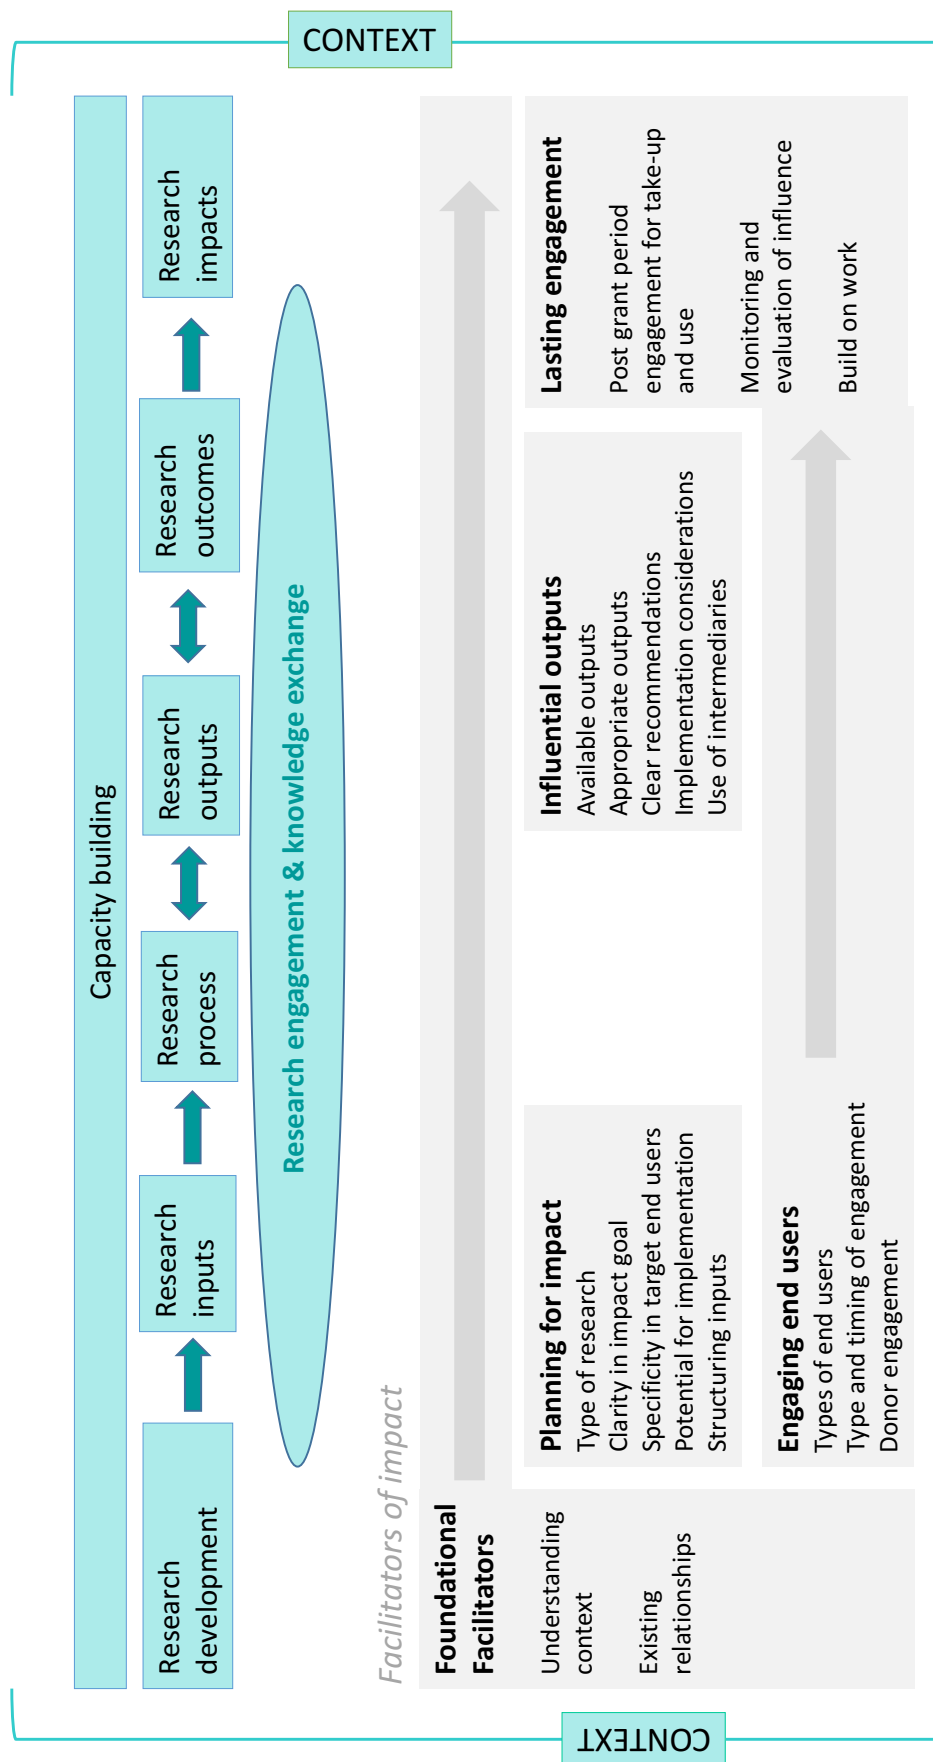 CONTEXT
Capacity building
Research
development
Research
inputs
Research
process
Research
outputs
Research
outcomes
Research
impacts
Research engagement & knowledge exchange
Facilitators of impact
Foundational
Facilitators
Understanding
context
Existing
relationships
Planning for impact
Type of research
Clarity in impact goal
Specificity in target end users
Potential for implementation
Structuring inputs
Engaging end users
Types of end users
Type and timing of engagement
Donor engagement
Influential outputs
Available outputs
Appropriate outputs
Clear recommendations
Implementation considerations
Use of intermediaries
Lasting engagement
Post grant period
engagement for take-up
and use
Monitoring and
evaluation of influence
Build on work
CONTEXT